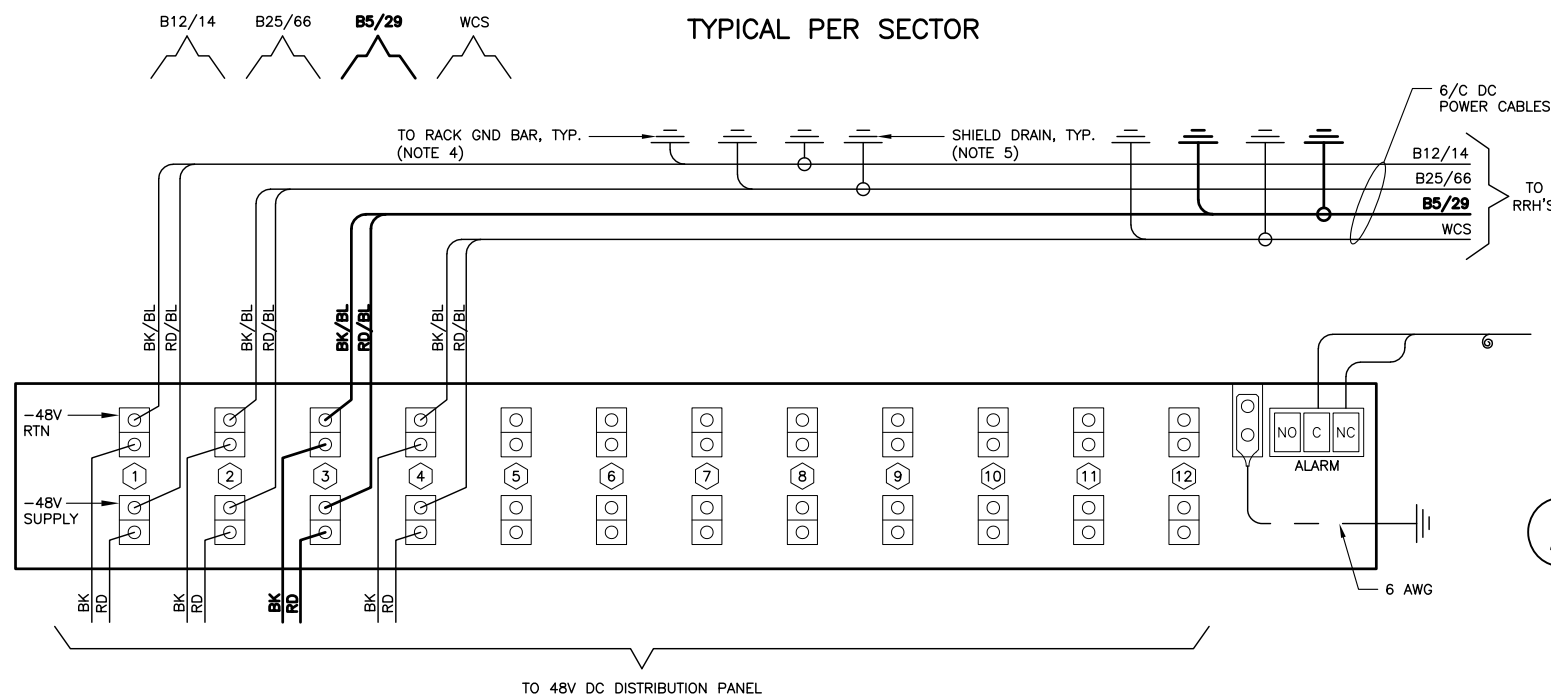 B12/14 B25/66 B5/29 WCS
TYPICAL PER SECTOR
6/C DC
POWER CABLES
TO RACK GND BAR, TYP.
(NOTE 4)
SHIELD DRAIN, TYP.
(NOTE 5)
B12/14
B25/66
B5/29
WCS
TO
RRH'S
BK/BL RD/BL BK/BL RD/BL BK/BL RD/BL BK/BL RD/BL
-48V
RTN
NO C NC
ALARM
1 2 3 4 5 6 7 8 9 10 11 12
-48V
SUPPLY
6 AWG
BK RD BK RD BK RD BK RD
TO 48V DC DISTRIBUTION PANEL